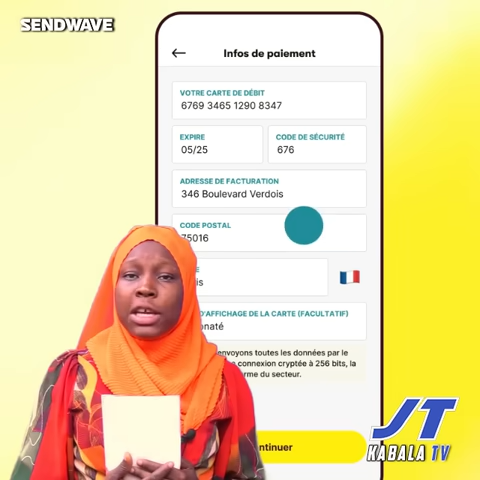 SENDWAVE
Infos de paiement
VOTRE CARTE DE DÉBIT
6769 3465 1290 8347
EXPIRE
05/25
CODE DE SÉCURITÉ
676
ADRESSE DE FACTURATION
346 Boulevard Verdois
CODE POSTAL
75016
D'AFFICHAGE DE LA CARTE (FACULTATIF)
envoyons toutes les données par le
connexion cryptée à 256 bits, la
du secteur.
JT
KABALA TV